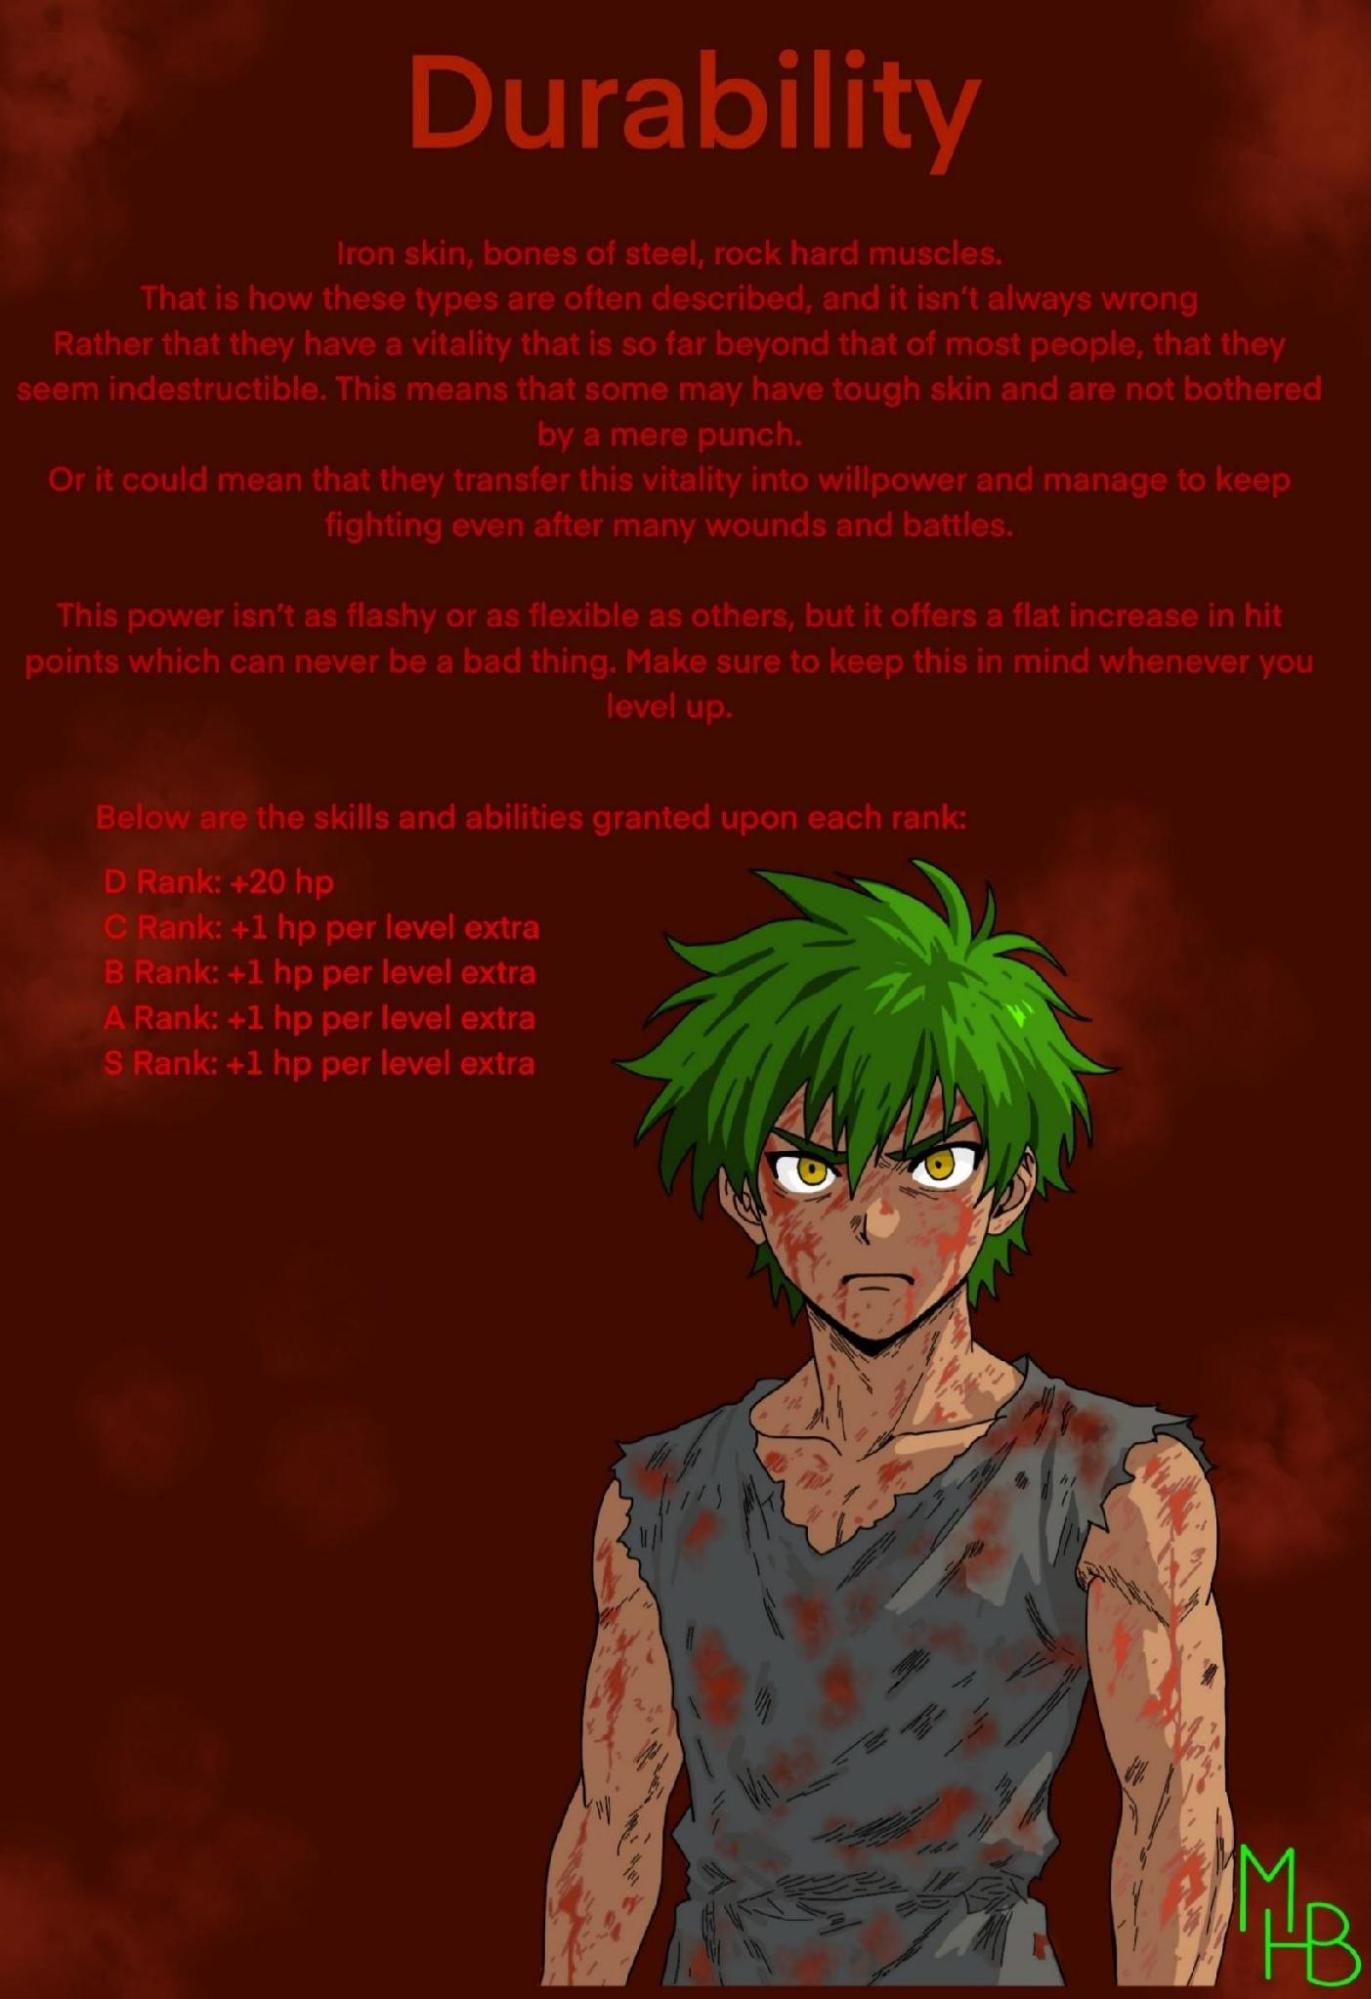 Durability
Iron skin, bones of steel, rock hard muscles.
That is how these types are often described, and it isn't always wrong
Rather that they have a vitality that is so far beyond that of most people, that they
seem indestructible. This means that some may have tough skin and are not bothered
by a mere punch.
Or it could mean that they transfer this vitality into willpower and manage to keep
fighting even after many wounds and battles.
This power isn't as flashy or as flexible as others, but it offers a flat increase in hit
points which can never be a bad thing. Make sure to keep this in mind whenever you
level up.
Below are the skills and abilities granted upon each rank:
D Rank: +20 hp
C Rank: +1 hp per level extra
B Rank: +1 hp per level extra
A Rank: +1 hp per level extra
S Rank: +1 hp per level extra
MHB